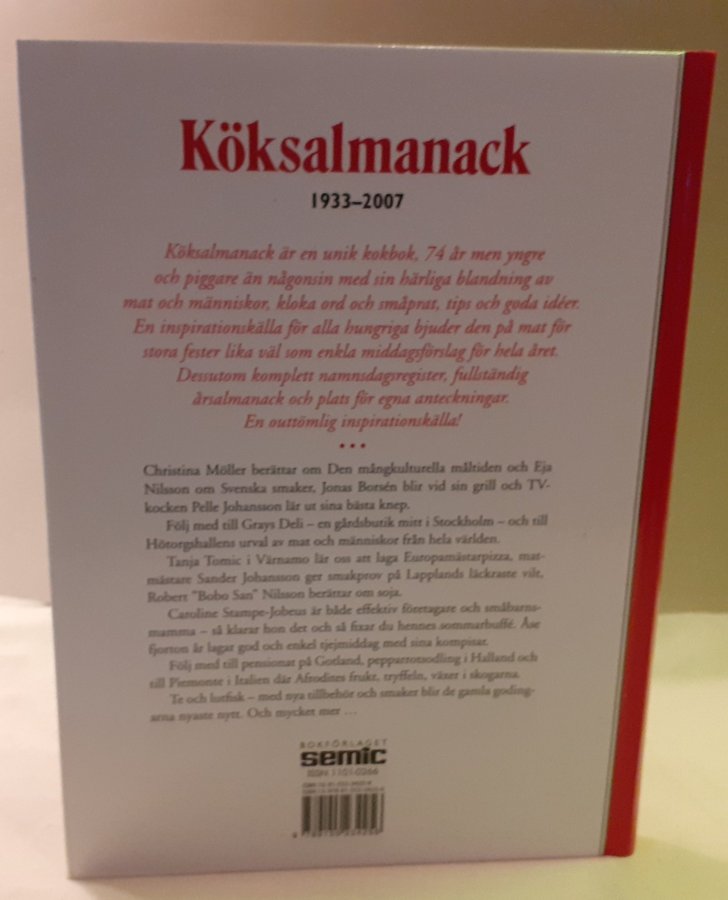 Köksalmanack
1933–2007
Köksalmanack är en unik kokbok, 74 år men yngre
och piggare än någonsin med sin härliga blandning av
mat och människor, kloka ord och småprat, tips och goda idéer.
En inspirationskälla för alla hungriga bjuder den på mat för
stora fester lika väl som enkla middagsförslag för hela året.
Dessutom komplett namnsdagsregister, fullständig
årsalmanack och plats för egna anteckningar.
En outtömlig inspirationskälla!
• • •
Christina Möller berättar om Den mångkulturella måltiden och Eja
Nilsson om Svenska smaker, Jonas Borsén blir vid sin grill och TV-
kocken Pelle Johansson lär ut sina bästa knep.
Följ med till Grays Deli – en gårdsbutik mitt i Stockholm – och till
Hötorgshallens urval av mat och människor från hela världen.
Tanja Tomic i Värnamo lär oss att laga Europamästarpizza, mat-
mästare Sander Johansson ger smakprov på Lapplands läckraste vilt,
Robert "Bobo San" Nilsson berättar om soja.
Caroline Stampe-Jobeus är både effektiv företagare och småbarns-
mamma – så klarar hon det och så fixar du hennes sommarbuffé. Åse
fjorton år lagar god och enkel tjejmiddag med sina kompisar.
Följ med till pensionat på Gotland, pepparrotsodling i Halland och
till Piemonte i Italien där Afrodites frukt, tryffeln, växer i skogarna.
Te och lutfisk – med nya tillbehör och smaker blir de gamla goding-
arna nyaste nytt. Och mycket mer …
BOKFÖRLAGET
semic
ISSN 1101-0266